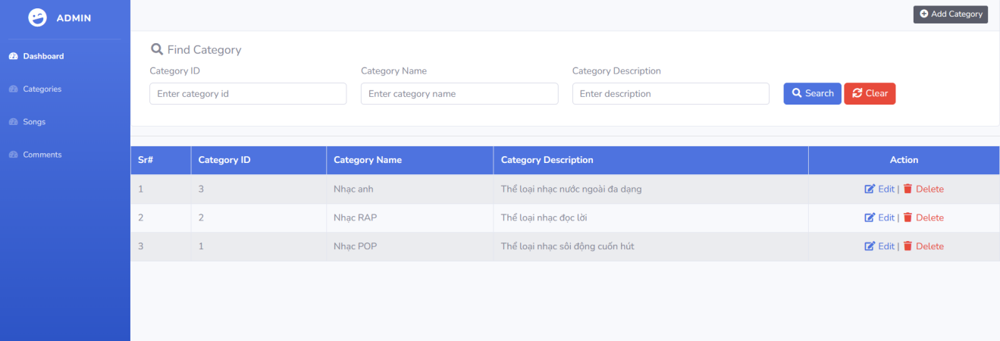 ADMIN
Dashboard
Categories
Songs
Comments
Add Category
Find Category
Category ID Category Name Category Description
Enter category id Enter category name Enter description Search Clear
Sr# Category ID Category Name Category Description Action
1 3 Nhạc anh Thể loại nhạc nước ngoài đa dạng Edit | Delete
2 2 Nhạc RAP Thể loại nhạc đọc lời Edit | Delete
3 1 Nhạc POP Thể loại nhạc sôi động cuốn hút Edit | Delete